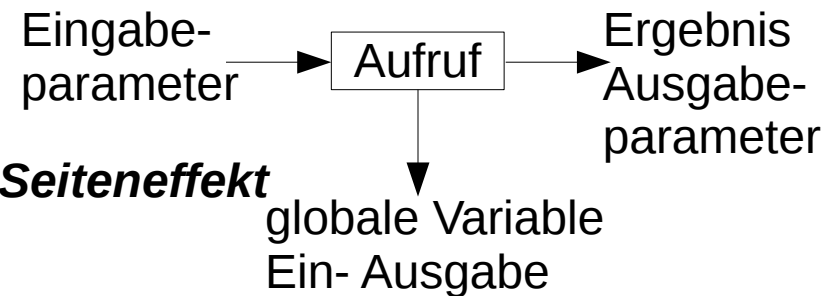 Eingabe-
parameter
Aufruf
Ergebnis
Ausgabe-
parameter
Seiteneffekt
globale Variable
Ein- Ausgabe